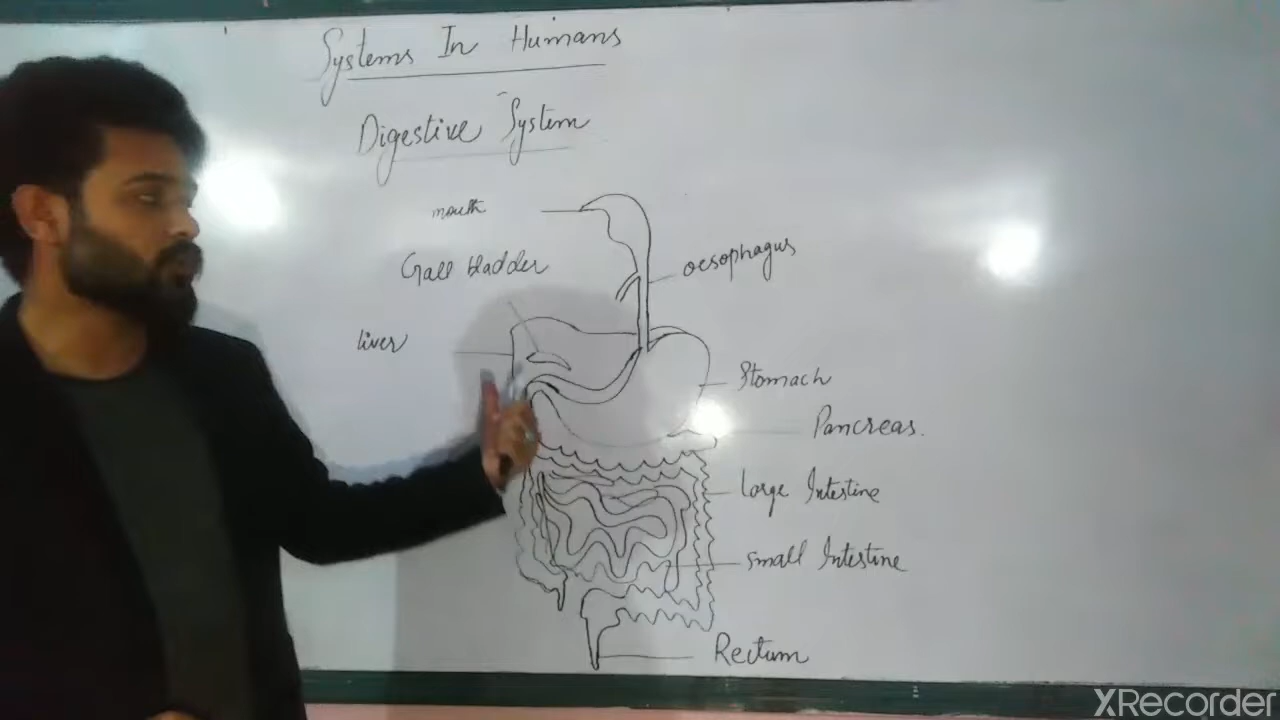 Systems In Humans
Digestive System
mouth
Gall bladder
oesophagus
liver
Stomach
Pancreas.
large Intestine
small Intestine
Rectum
XRecorder